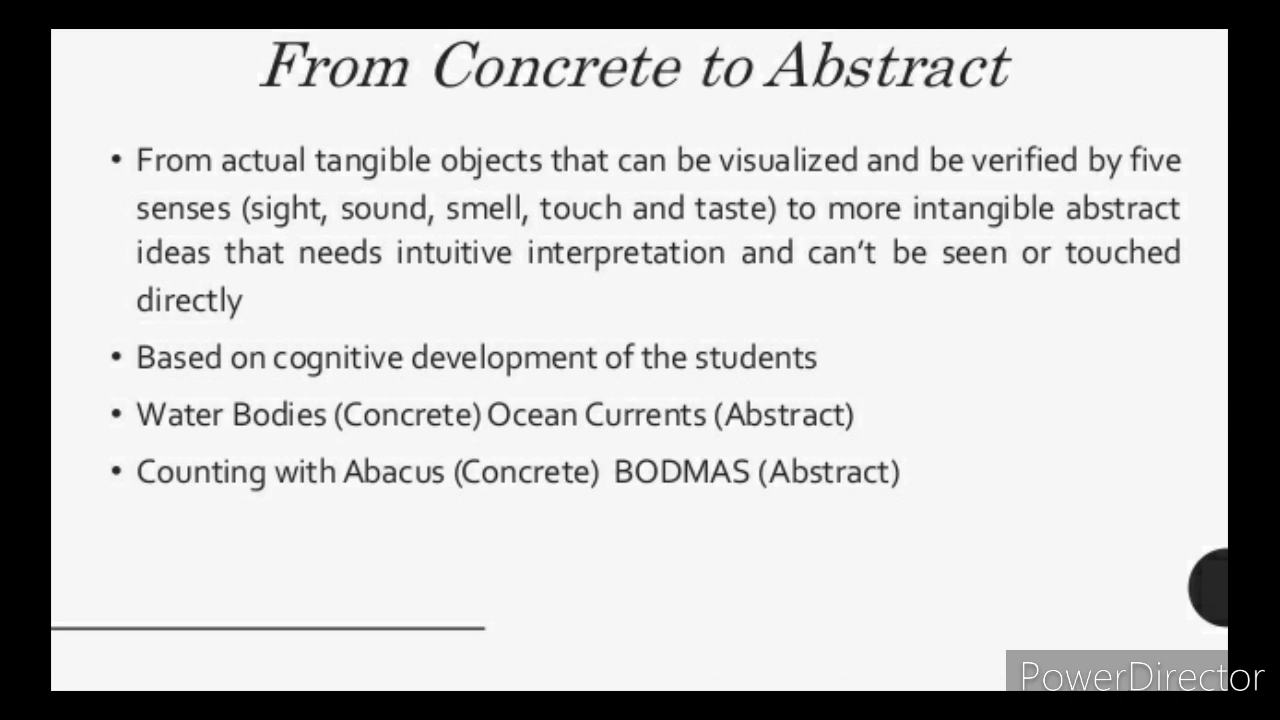 From Concrete to Abstract
• From actual tangible objects that can be visualized and be verified by five
senses (sight, sound, smell, touch and taste) to more intangible abstract
ideas that needs intuitive interpretation and can’t be seen or touched
directly
• Based on cognitive development of the students
• Water Bodies (Concrete) Ocean Currents (Abstract)
• Counting with Abacus (Concrete) BODMAS (Abstract)
PowerDirector